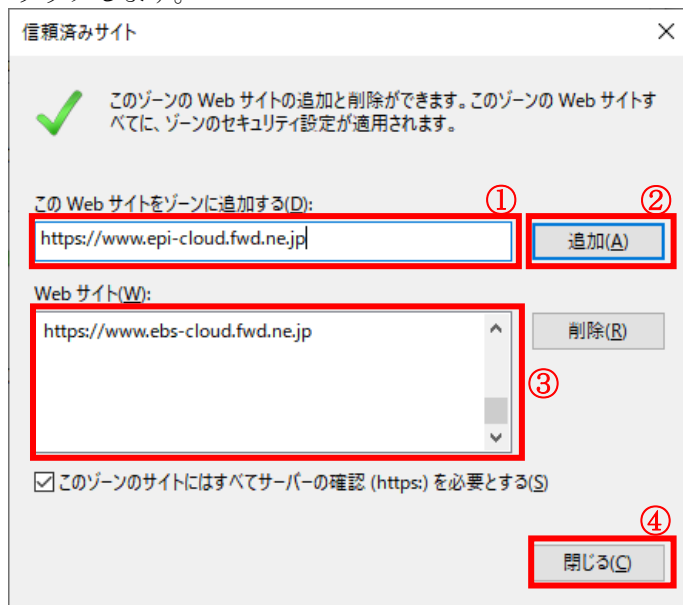 信頼済みサイト
このゾーンの Web サイトの追加と削除ができます。このゾーンの Web サイトす
べてに、ゾーンのセキュリティ設定が適用されます。
この Web サイトをゾーンに追加する(D):
①
②
https://www.epi-cloud.fwd.ne.jp
追加(A)
Web サイト(W):
https://www.ebs-cloud.fwd.ne.jp
削除(R)
③
このゾーンのサイトにはすべてサーバーの確認 (https:) を必要とする(S)
④
閉じる(C)